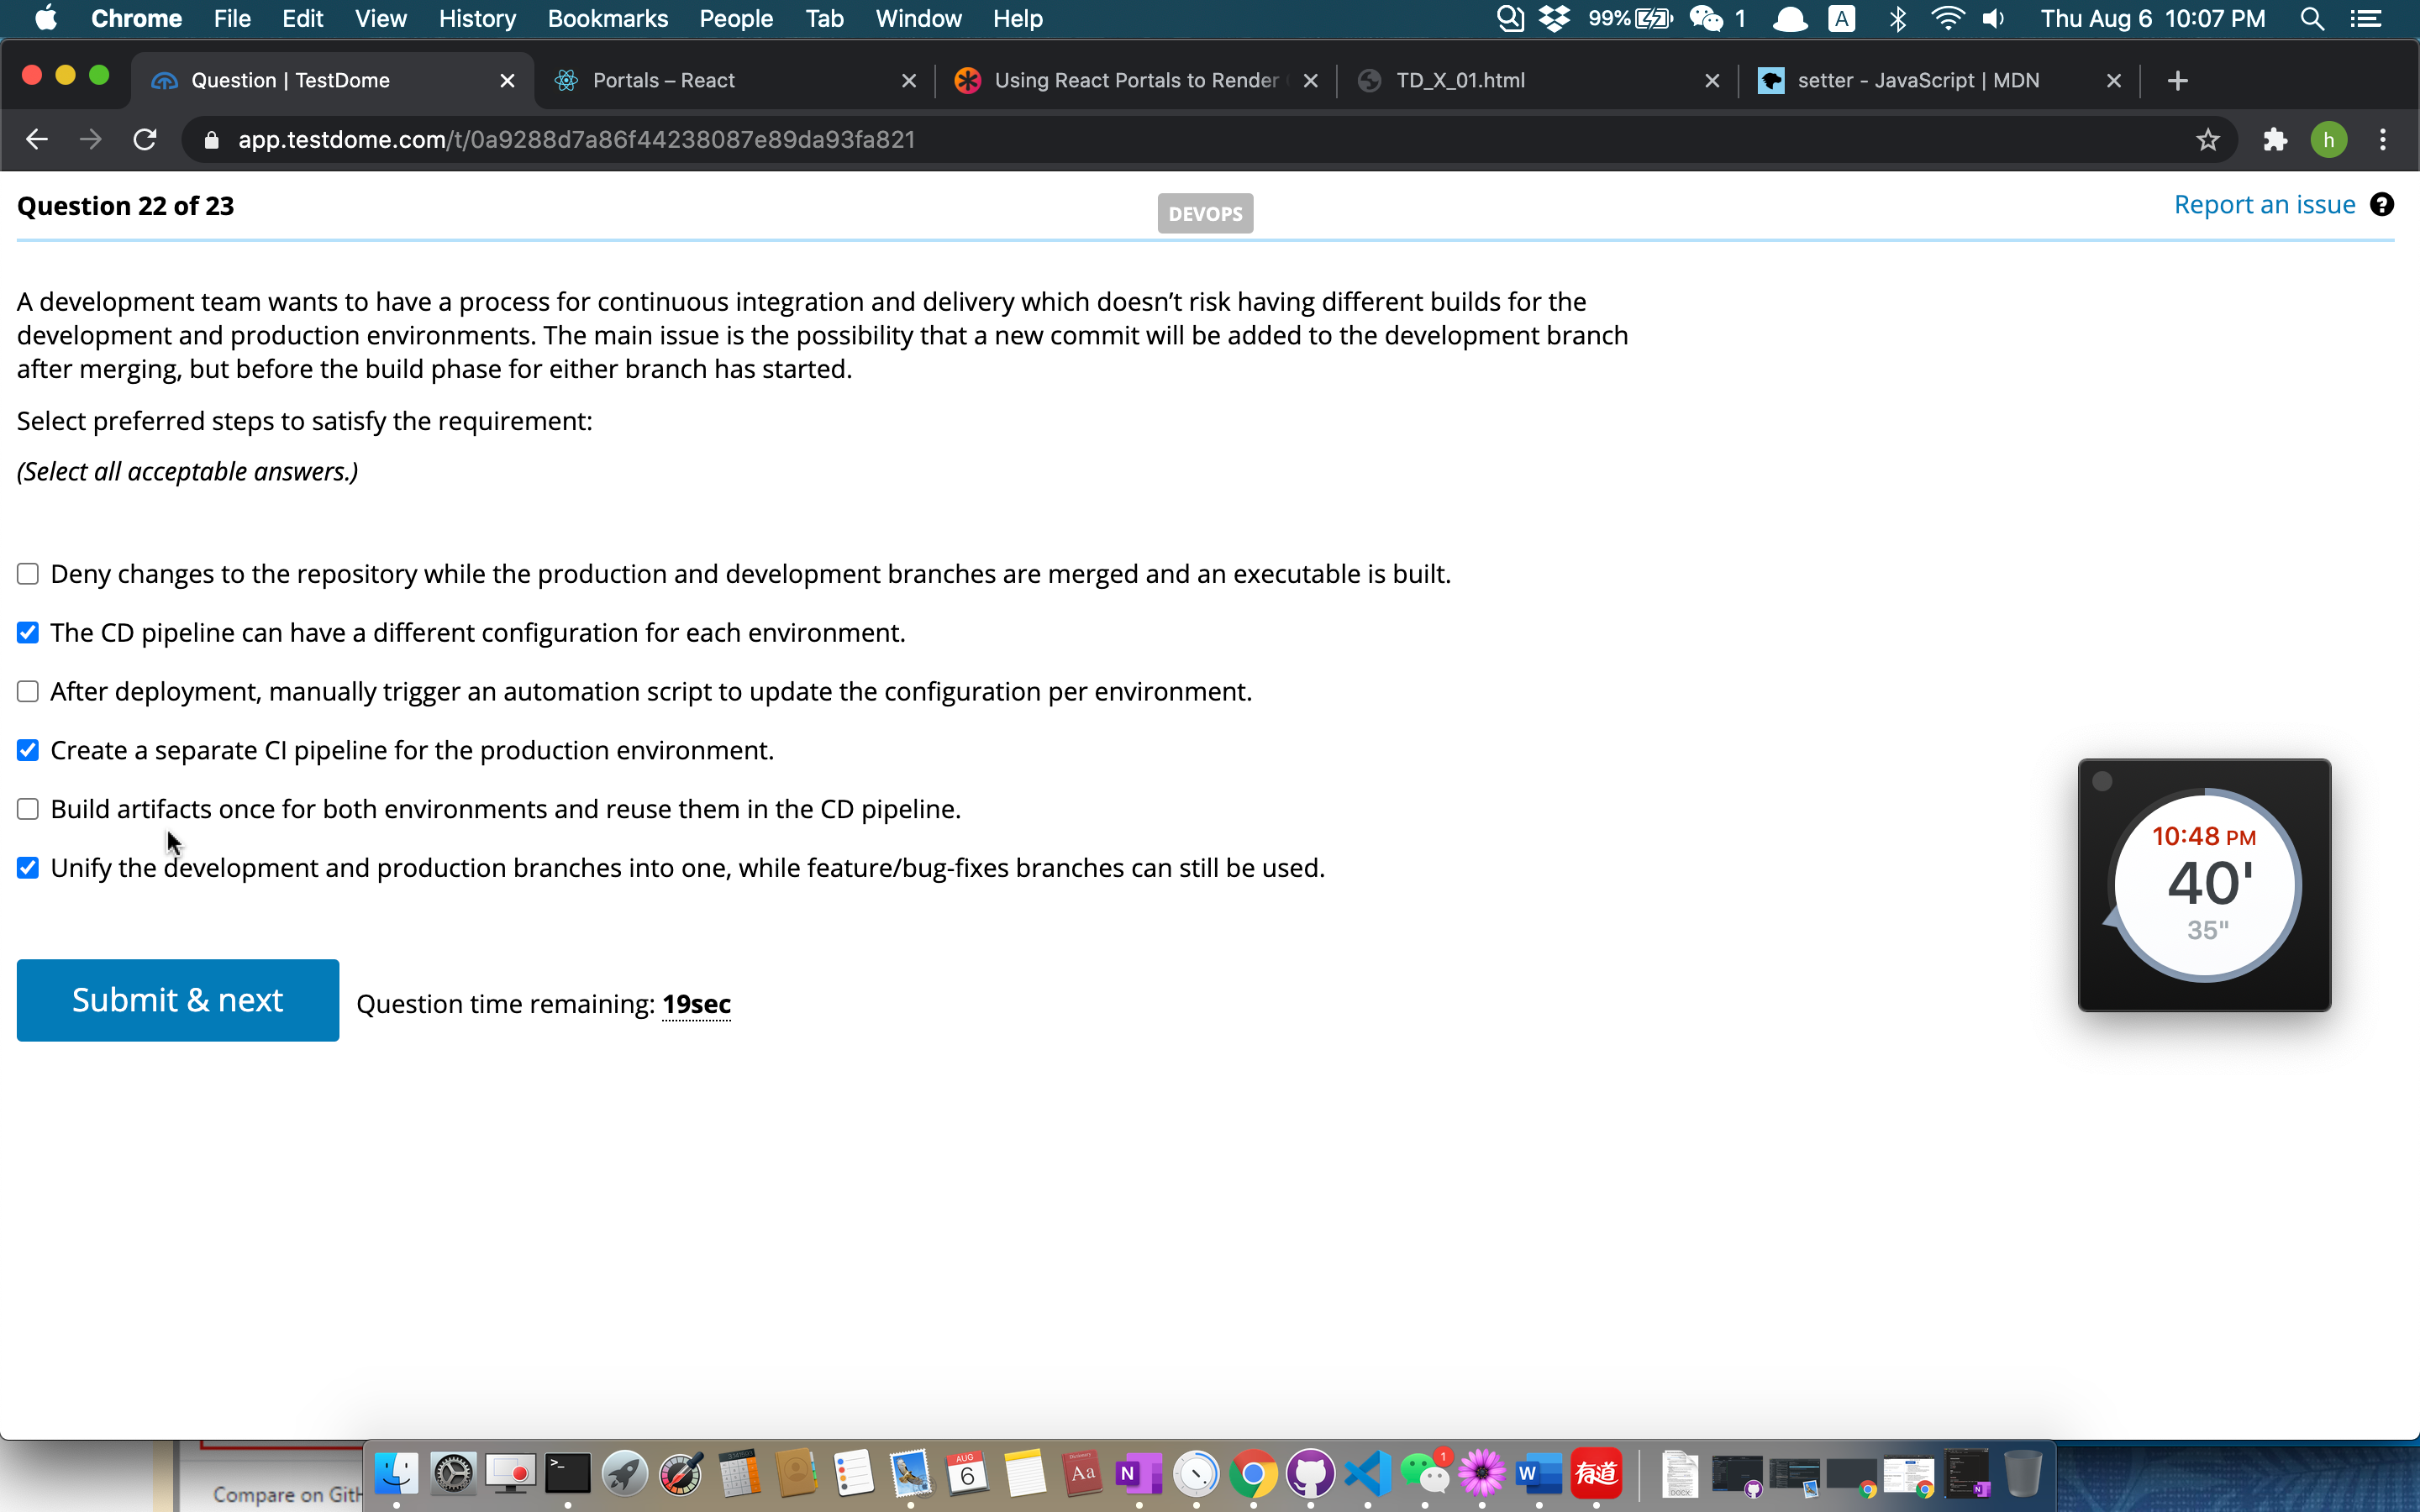 Chrome File Edit View History Bookmarks People Tab Window Help 99% 1 A Thu Aug 6 10:07 PM
Question | TestDome Portals – React Using React Portals to Render TD_X_01.html setter - JavaScript | MDN
app.testdome.com/t/0a9288d7a86f44238087e89da93fa821 h
Question 22 of 23 DEVOPS Report an issue ?
A development team wants to have a process for continuous integration and delivery which doesn’t risk having different builds for the
development and production environments. The main issue is the possibility that a new commit will be added to the development branch
after merging, but before the build phase for either branch has started.
Select preferred steps to satisfy the requirement:
(Select all acceptable answers.)
Deny changes to the repository while the production and development branches are merged and an executable is built.
The CD pipeline can have a different configuration for each environment.
After deployment, manually trigger an automation script to update the configuration per environment.
Create a separate CI pipeline for the production environment.
Build artifacts once for both environments and reuse them in the CD pipeline.
Unify the development and production branches into one, while feature/bug-fixes branches can still be used.
10:48 PM
40'
35"
Submit & next Question time remaining: 19sec
Compare on GitH
>_ AUG 6 Aa N 1 W 有道 DOCX